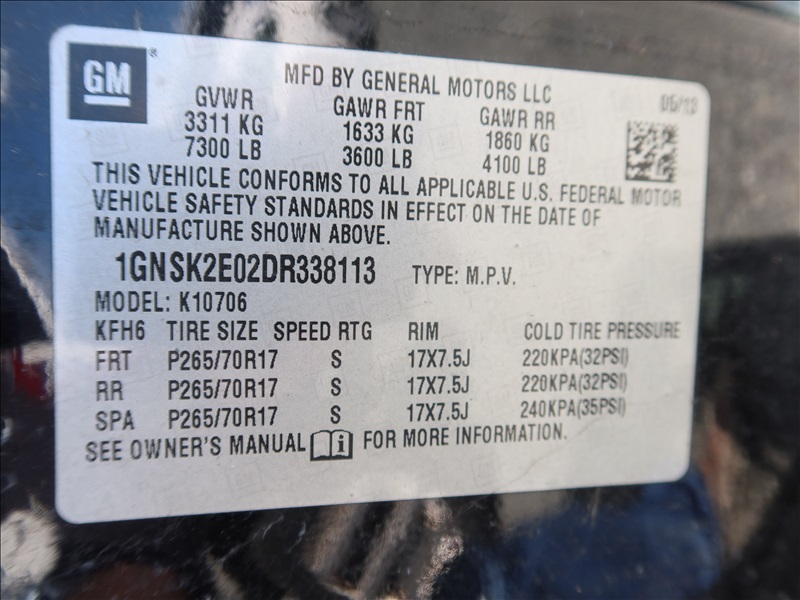 GM
MFD BY GENERAL MOTORS LLC
05/13
GVWR GAWR FRT GAWR RR
3311 KG 1633 KG 1860 KG
7300 LB 3600 LB 4100 LB
THIS VEHICLE CONFORMS TO ALL APPLICABLE U.S. FEDERAL MOTOR
VEHICLE SAFETY STANDARDS IN EFFECT ON THE DATE OF
MANUFACTURE SHOWN ABOVE.
1GNSK2E02DR338113 TYPE: M.P.V.
MODEL: K10706
KFH6 TIRE SIZE SPEED RTG RIM COLD TIRE PRESSURE
FRT P265/70R17 S 17X7.5J 220KPA(32PSI)
RR P265/70R17 S 17X7.5J 220KPA(32PSI)
SPA P265/70R17 S 17X7.5J 240KPA(35PSI)
SEE OWNER'S MANUAL i FOR MORE INFORMATION.